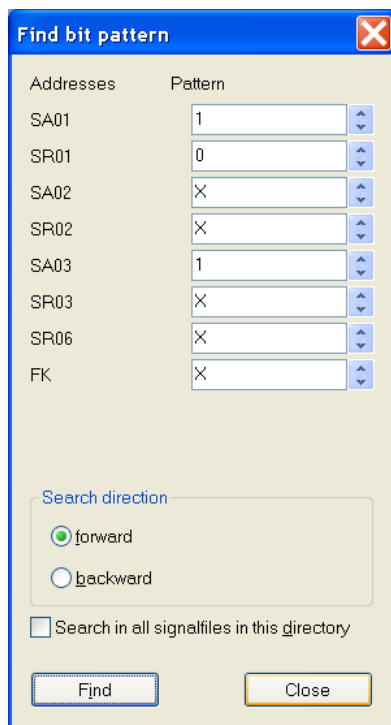 Find bit pattern
Addresses Pattern
SA01 1
SR01 0
SA02 X
SR02 X
SA03 1
SR03 X
SR06 X
FK X
Search direction
forward
backward
Search in all signalfiles in this directory
Find Close